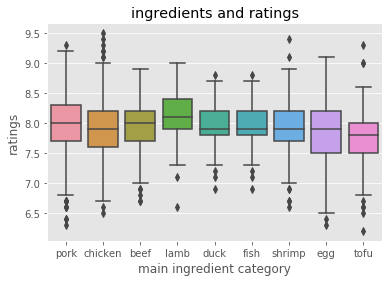 ingredients and ratings
9.5
9.0
8.5
8.0
7.5
7.0
6.5
ratings
pork chicken beef lamb duck fish shrimp egg tofu
main ingredient category